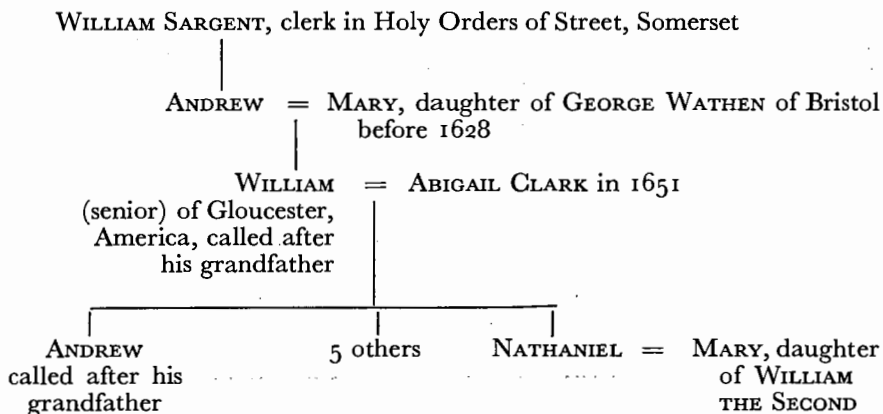 WILLIAM SARGENT, clerk in Holy Orders of Street, Somerset
ANDREW = MARY, daughter of GEORGE WATHEN of Bristol
before 1628
WILLIAM = ABIGAIL CLARK in 1651
(senior) of Gloucester,
America, called after
his grandfather
ANDREW 5 others NATHANIEL = MARY, daughter
called after his of WILLIAM
grandfather THE SECOND